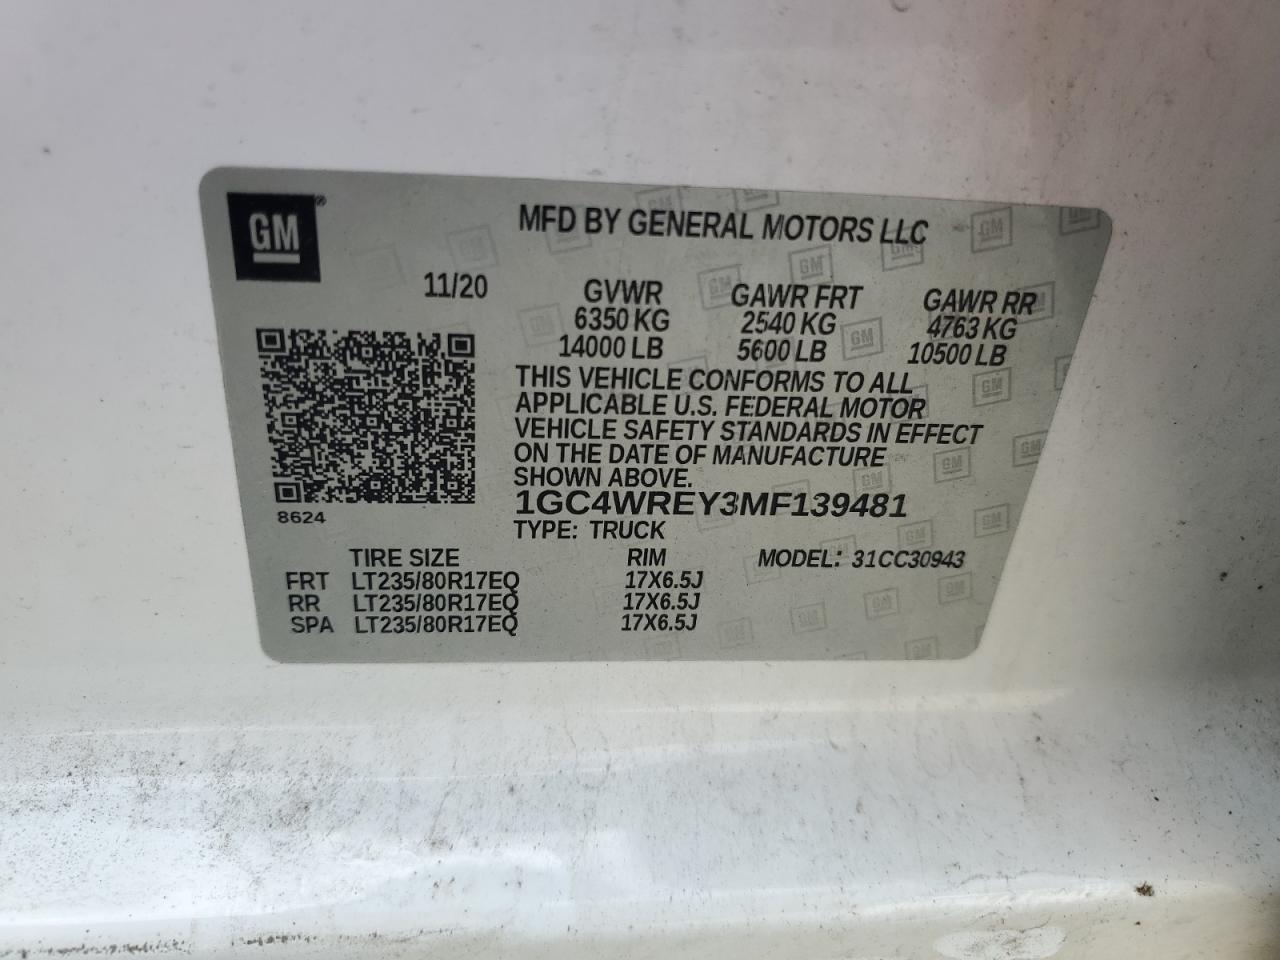 GM®
MFD BY GENERAL MOTORS LLC
11/20 GVWR GAWR FRT GAWR RR
6350 KG 2540 KG 4763 KG
14000 LB 5600 LB 10500 LB
THIS VEHICLE CONFORMS TO ALL
APPLICABLE U.S. FEDERAL MOTOR
VEHICLE SAFETY STANDARDS IN EFFECT
ON THE DATE OF MANUFACTURE
SHOWN ABOVE.
1GC4WREY3MF139481
8624
TYPE: TRUCK
TIRE SIZE RIM MODEL: 31CC30943
FRT LT235/80R17EQ 17X6.5J
RR LT235/80R17EQ 17X6.5J
SPA LT235/80R17EQ 17X6.5J